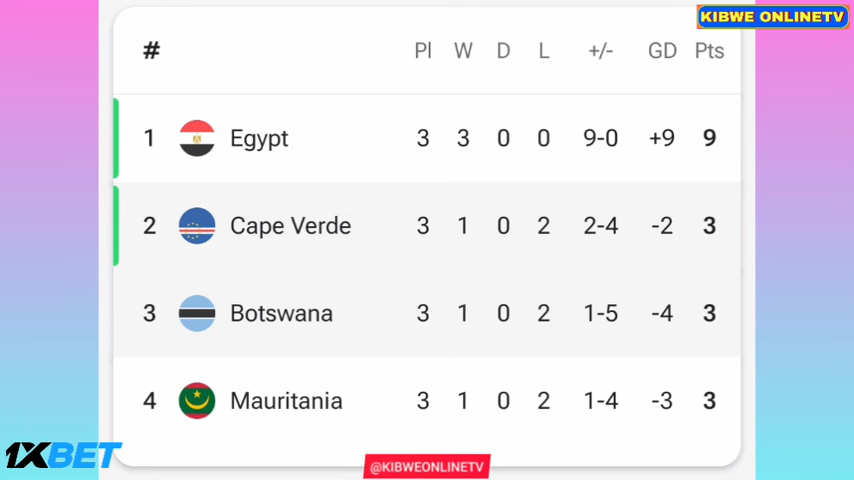 KIBWE ONLINETV
# Pl W D L +/- GD Pts
1 Egypt 3 3 0 0 9-0 +9 9
2 Cape Verde 3 1 0 2 2-4 -2 3
3 Botswana 3 1 0 2 1-5 -4 3
4 Mauritania 3 1 0 2 1-4 -3 3
1XBET
@KIBWEONLINETV